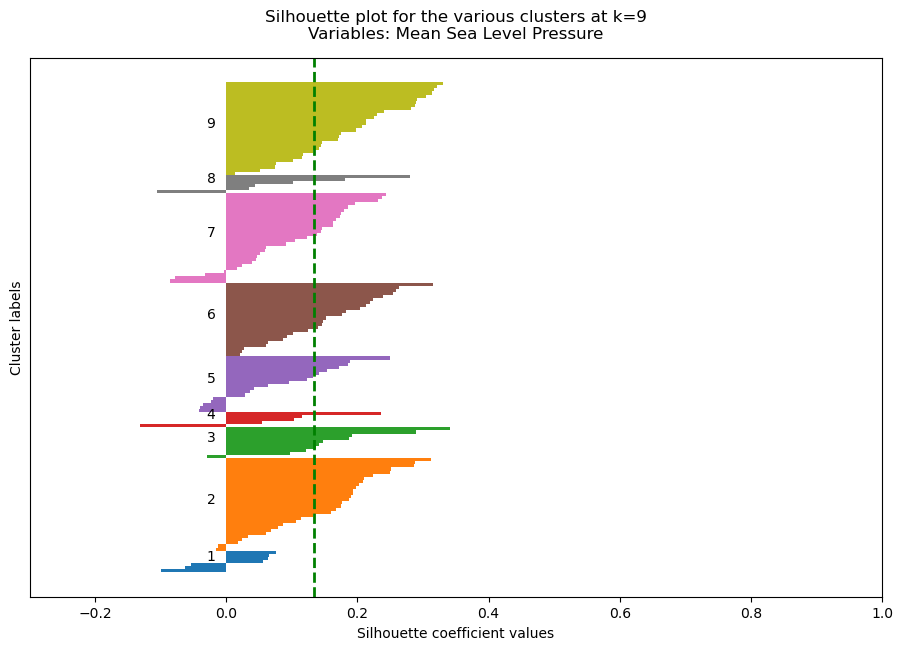 Silhouette plot for the various clusters at k=9
Variables: Mean Sea Level Pressure
Cluster labels
9
8
7
6
5
4
3
2
1
−0.2 0.0 0.2 0.4 0.6 0.8 1.0
Silhouette coefficient values